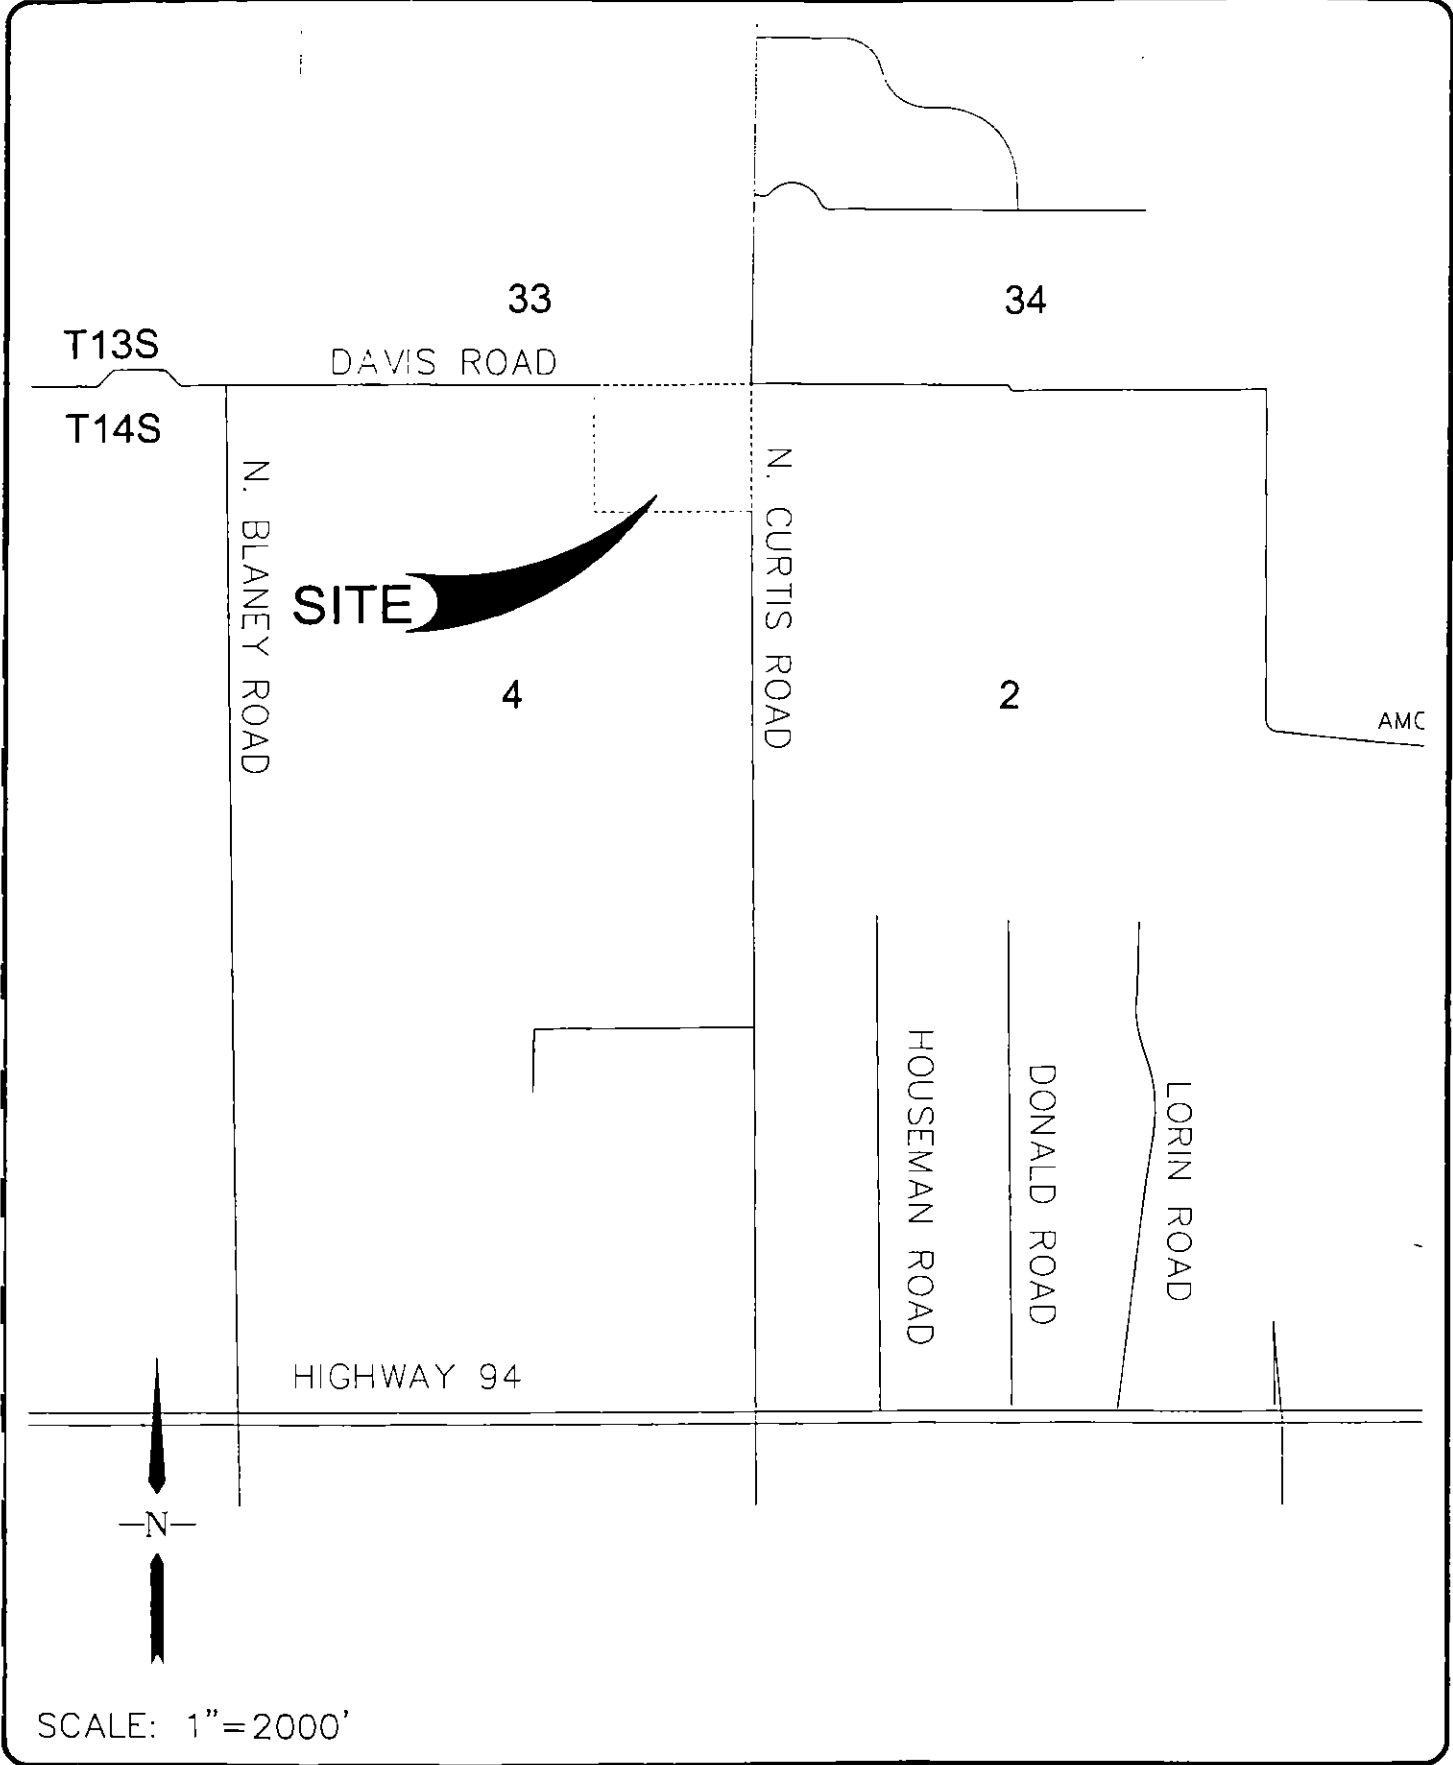 33
34
T13S
DAVIS ROAD
T14S
N. BLANEY ROAD
N. CURTIS ROAD
SITE
4
2
AMC
HOUSEMAN ROAD
DONALD ROAD
LORIN ROAD
HIGHWAY 94
-N-
SCALE: 1"=2000'